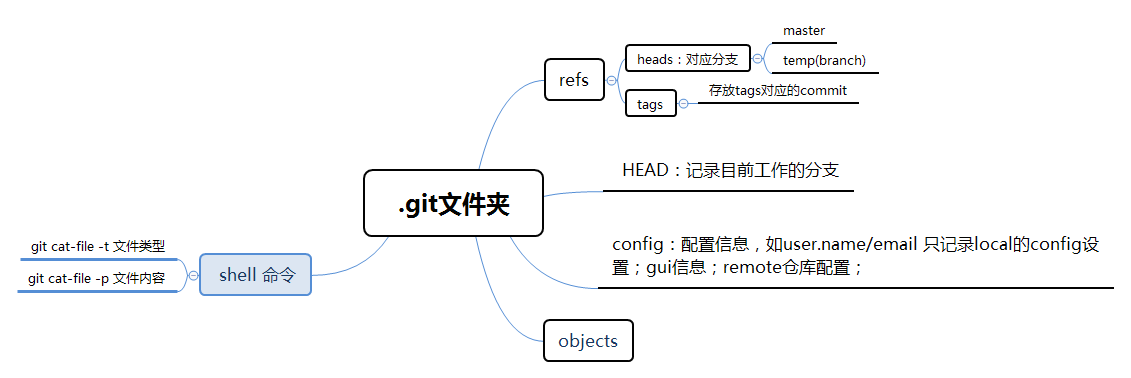 master
heads：对应分支
temp(branch)
refs
存放tags对应的commit
tags
HEAD：记录目前工作的分支
.git文件夹
config：配置信息，如user.name/email 只记录local的config设
置；gui信息；remote仓库配置；
git cat-file -t 文件类型
shell 命令
git cat-file -p 文件内容
objects